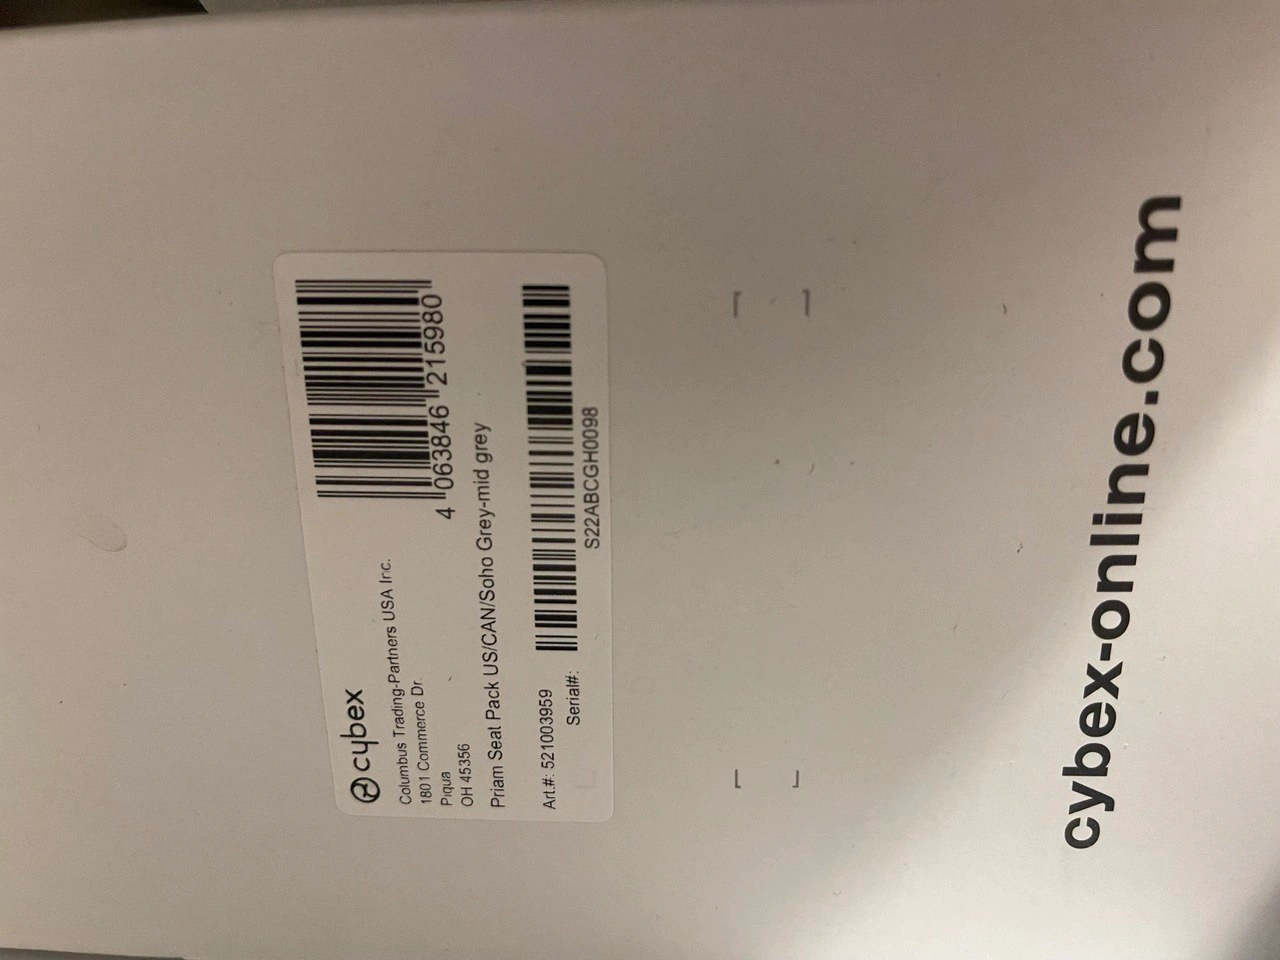 cybex
Columbus Trading-Partners USA Inc.
1801 Commerce Dr.
Piqua
OH 45356
4 063846 215980
Priam Seat Pack US/CAN/Soho Grey-mid grey
Art.#: 521003959
Serial#:
S22ABCGH0098
cybex-online.com